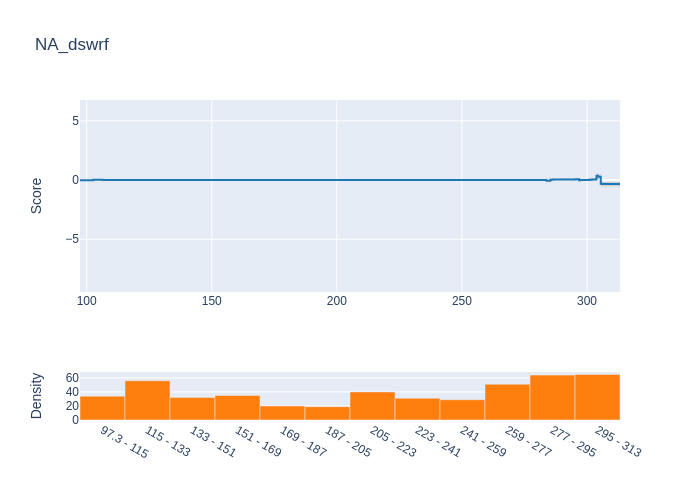 NA_dswrf
Score
5
0
−5
100
150
200
250
300
Density
60
40
20
0
97.3 - 115
115 - 133
133 - 151
151 - 169
169 - 187
187 - 205
205 - 223
223 - 241
241 - 259
259 - 277
277 - 295
295 - 313